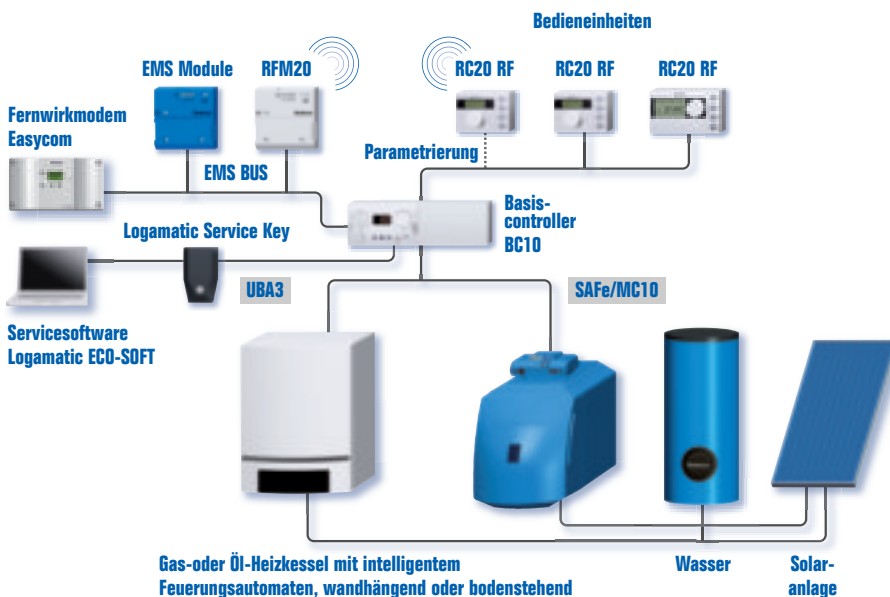 Bedieneinheiten
EMS Module
RFM20
RC20 RF
RC20 RF
RC20 RF
Fernwirkmodem
Easycom
Parametrierung
EMS BUS
Basis-
controller
BC10
Logamatic Service Key
UBA3
SAFe/MC10
Servicesoftware
Logamatic ECO-SOFT
Gas-oder Öl-Heizkessel mit intelligentem
Feuerungsautomaten, wandhängend oder bodenstehend
Wasser
Solar-
anlage